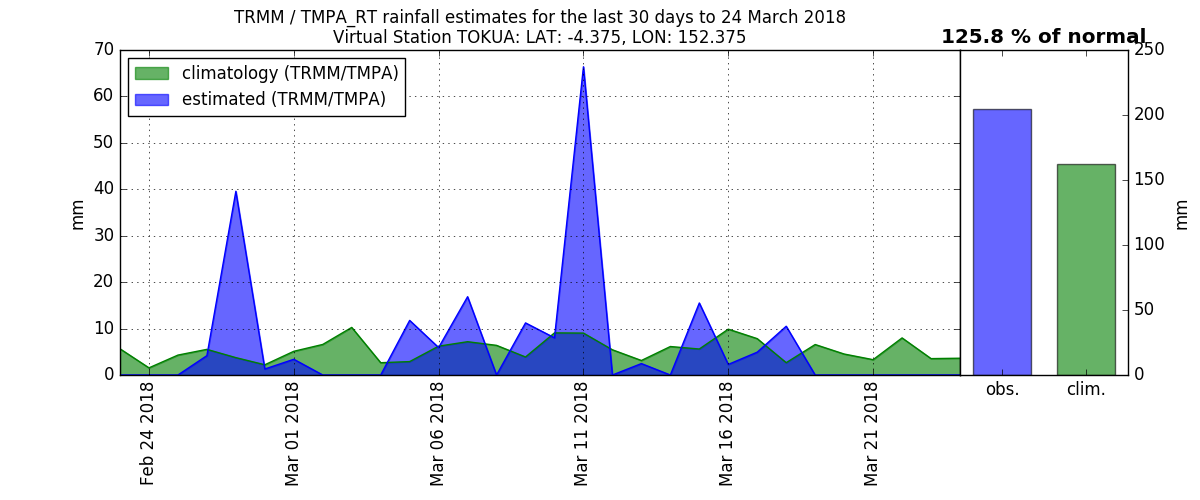 TRMM / TMPA_RT rainfall estimates for the last 30 days to 24 March 2018
Virtual Station TOKUA: LAT: -4.375, LON: 152.375
125.8 % of normal
climatology (TRMM/TMPA)
estimated (TRMM/TMPA)
70
60
50
40
30
20
10
0
mm
Feb 24 2018
Mar 01 2018
Mar 06 2018
Mar 11 2018
Mar 16 2018
Mar 21 2018
250
200
150
100
50
0
mm
obs.
clim.